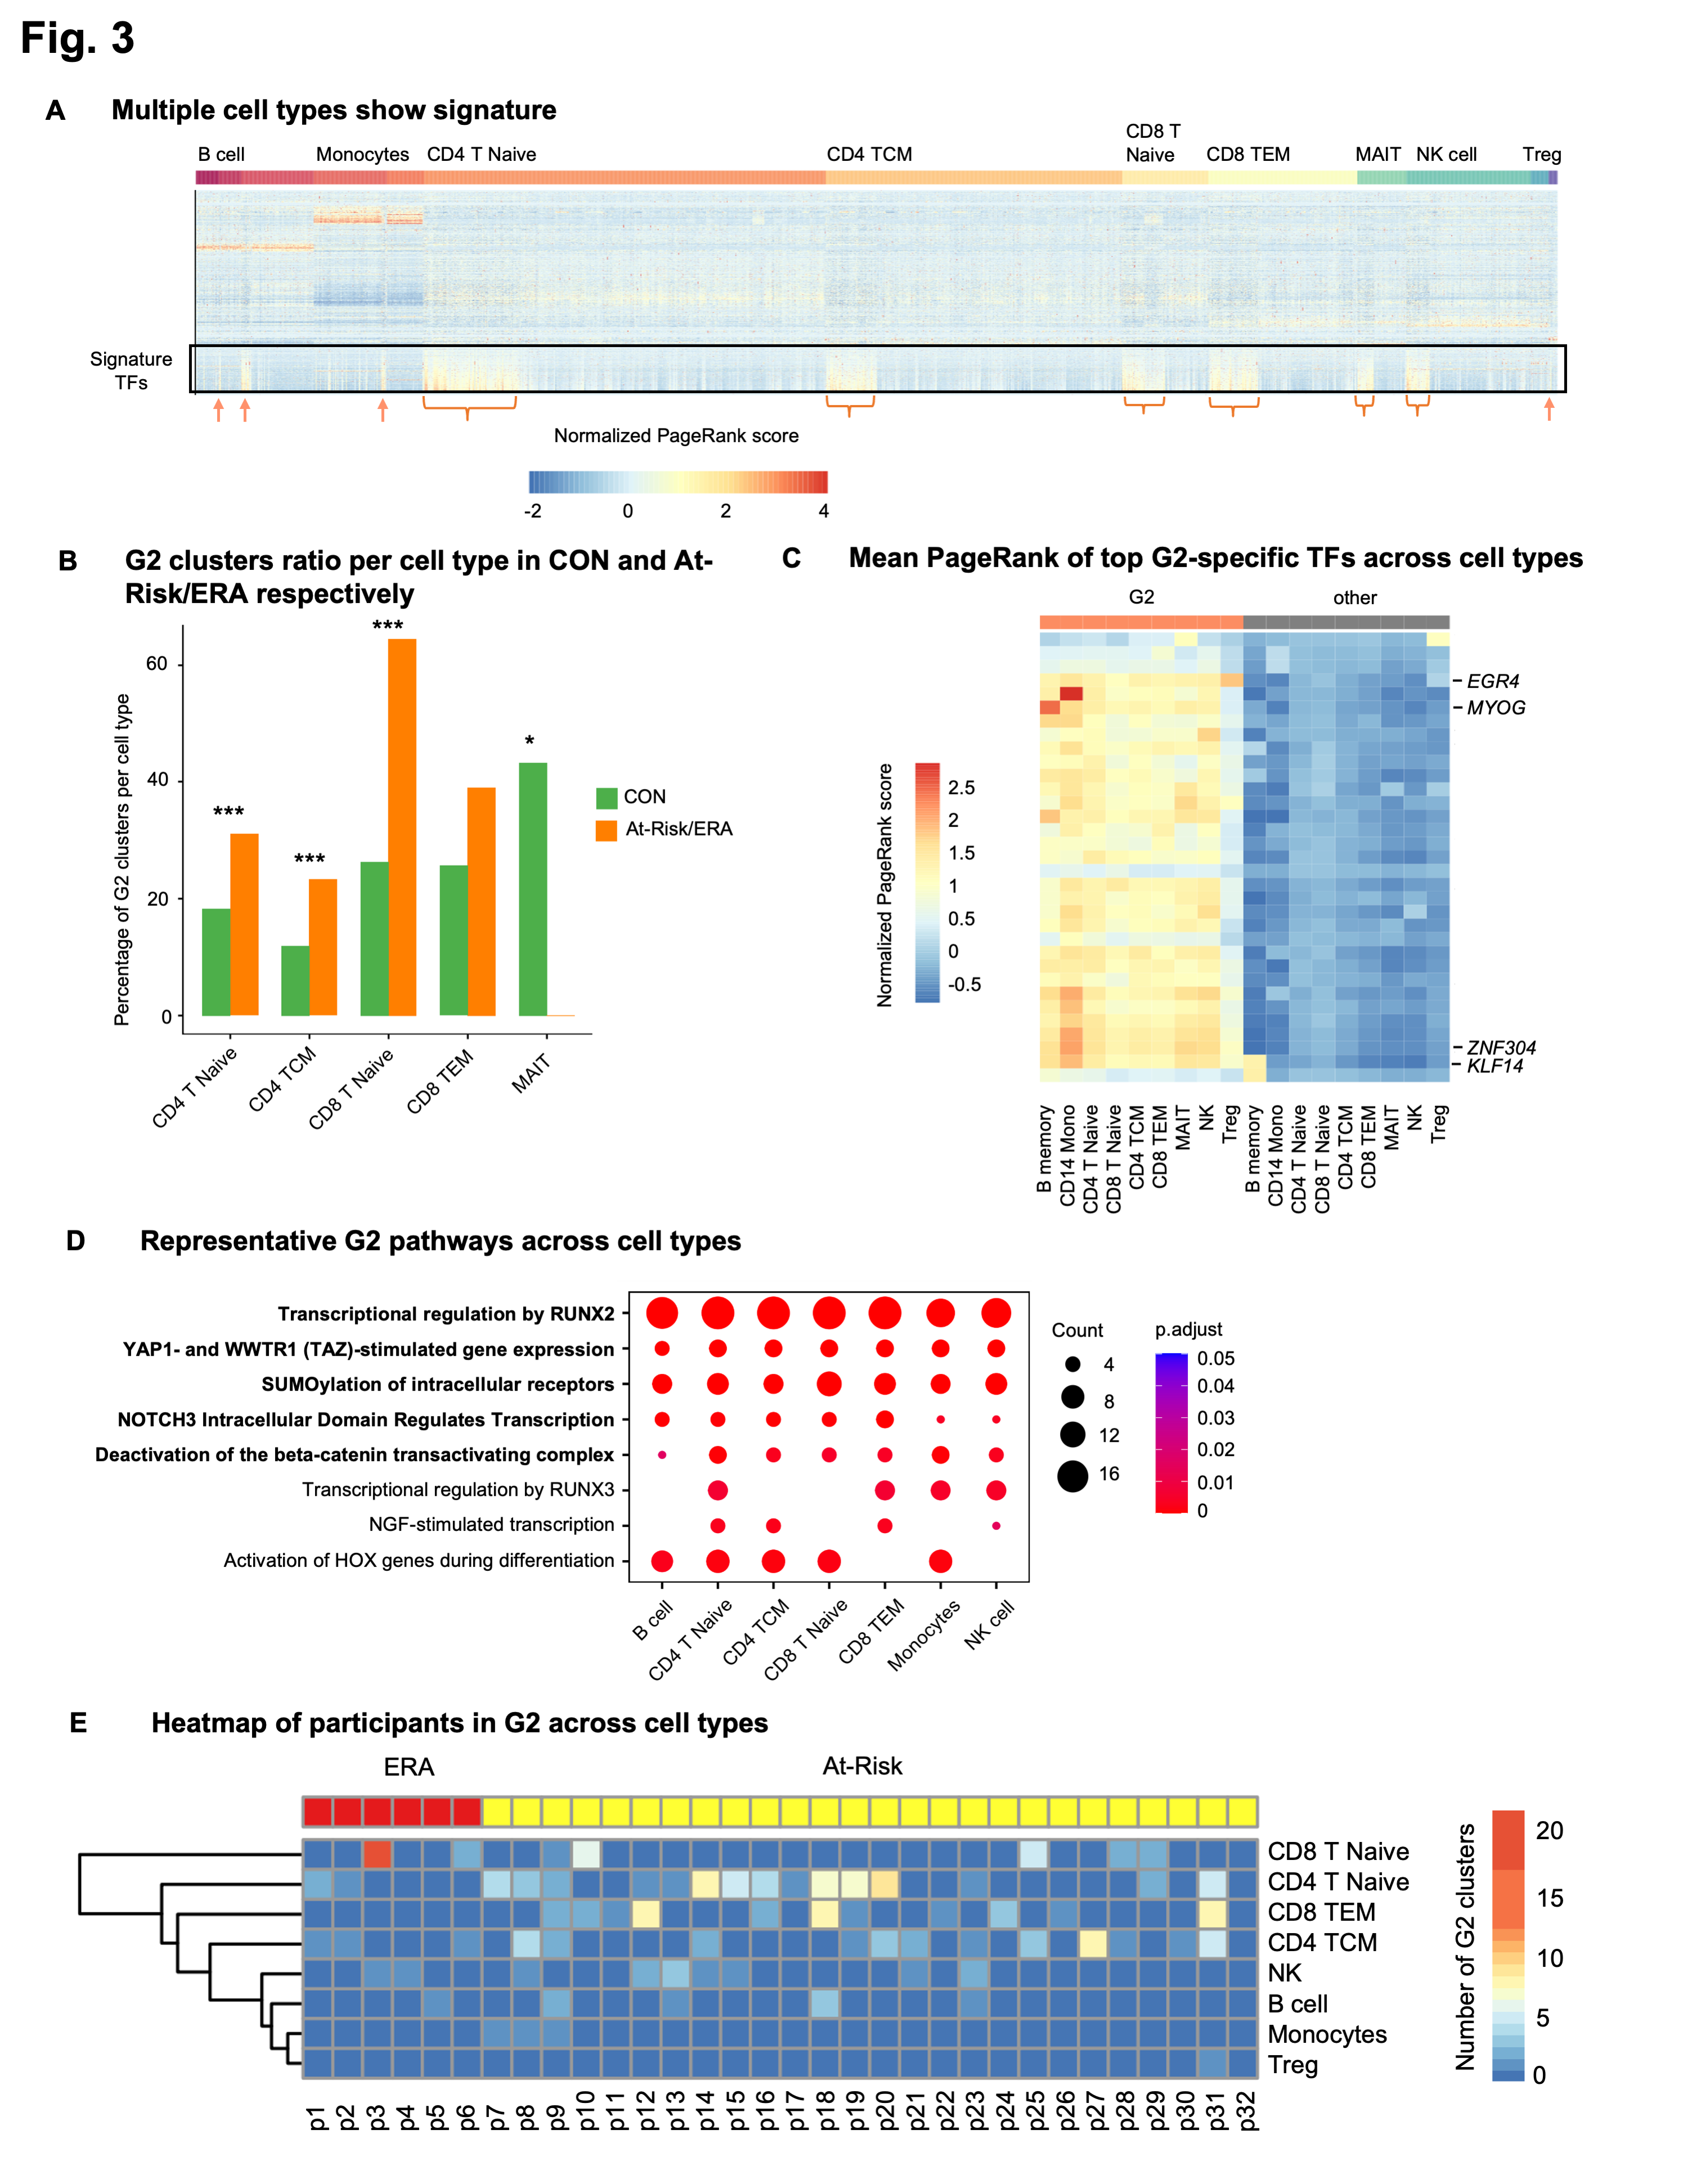 Fig. 3
A Multiple cell types show signature
B cell Monocytes CD4 T Naive CD4 TCM CD8 T Naive CD8 TEM MAIT NK cell Treg
Signature
TFs
Normalized PageRank score
-2 0 2 4
B G2 clusters ratio per cell type in CON and At-
Risk/ERA respectively
Percentage of G2 clusters per cell type
60
40
20
0
***
***
***
*
CON
At-Risk/ERA
CD4 T Naive
CD4 TCM
CD8 T Naive
CD8 TEM
MAIT
C Mean PageRank of top G2-specific TFs across cell types
G2 other
EGR4
MYOG
ZNF304
KLF14
Normalized PageRank score
2.5
2
1.5
1
0.5
0
-0.5
B memory
CD14 Mono
CD4 T Naive
CD8 T Naive
CD4 TCM
CD8 TEM
MAIT
NK
Treg
B memory
CD14 Mono
CD4 T Naive
CD8 T Naive
CD4 TCM
CD8 TEM
MAIT
NK
Treg
D Representative G2 pathways across cell types
Transcriptional regulation by RUNX2
YAP1- and WWTR1 (TAZ)-stimulated gene expression
SUMOylation of intracellular receptors
NOTCH3 Intracellular Domain Regulates Transcription
Deactivation of the beta-catenin transactivating complex
Transcriptional regulation by RUNX3
NGF-stimulated transcription
Activation of HOX genes during differentiation
B cell
CD4 T Naive
CD4 TCM
CD8 T Naive
CD8 TEM
Monocytes
NK cell
Count
4
8
12
16
p.adjust
0.05
0.04
0.03
0.02
0.01
0
E Heatmap of participants in G2 across cell types
ERA At-Risk
CD8 T Naive
CD4 T Naive
CD8 TEM
CD4 TCM
NK
B cell
Monocytes
Treg
p1 p2 p3 p4 p5 p6 p7 p8 p9 p10 p11 p12 p13 p14 p15 p16 p17 p18 p19 p20 p21 p22 p23 p24 p25 p26 p27 p28 p29 p30 p31 p32
Number of G2 clusters
20
15
10
5
0